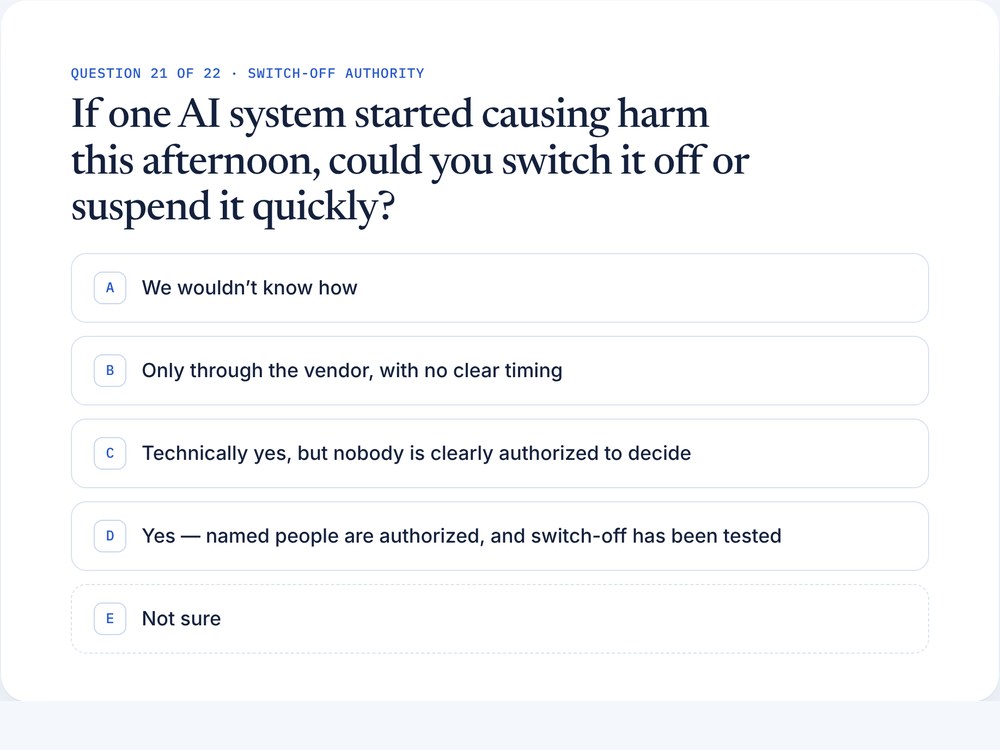 QUESTION 21 OF 22 · SWITCH-OFF AUTHORITY
If one AI system started causing harm
this afternoon, could you switch it off or
suspend it quickly?
A We wouldn’t know how
B Only through the vendor, with no clear timing
C Technically yes, but nobody is clearly authorized to decide
D Yes — named people are authorized, and switch-off has been tested
E Not sure